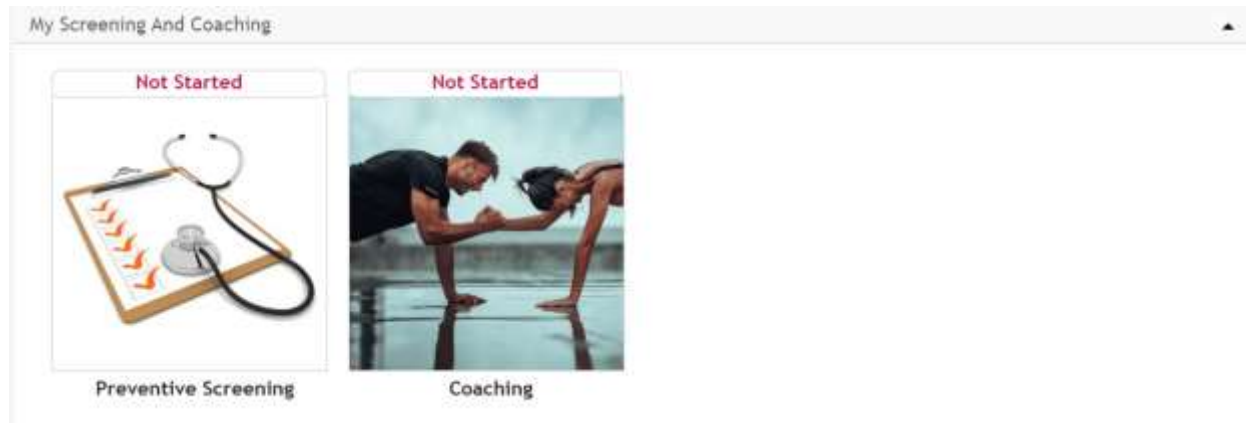 My Screening And Coaching
Not Started
Not Started
Preventive Screening
Coaching